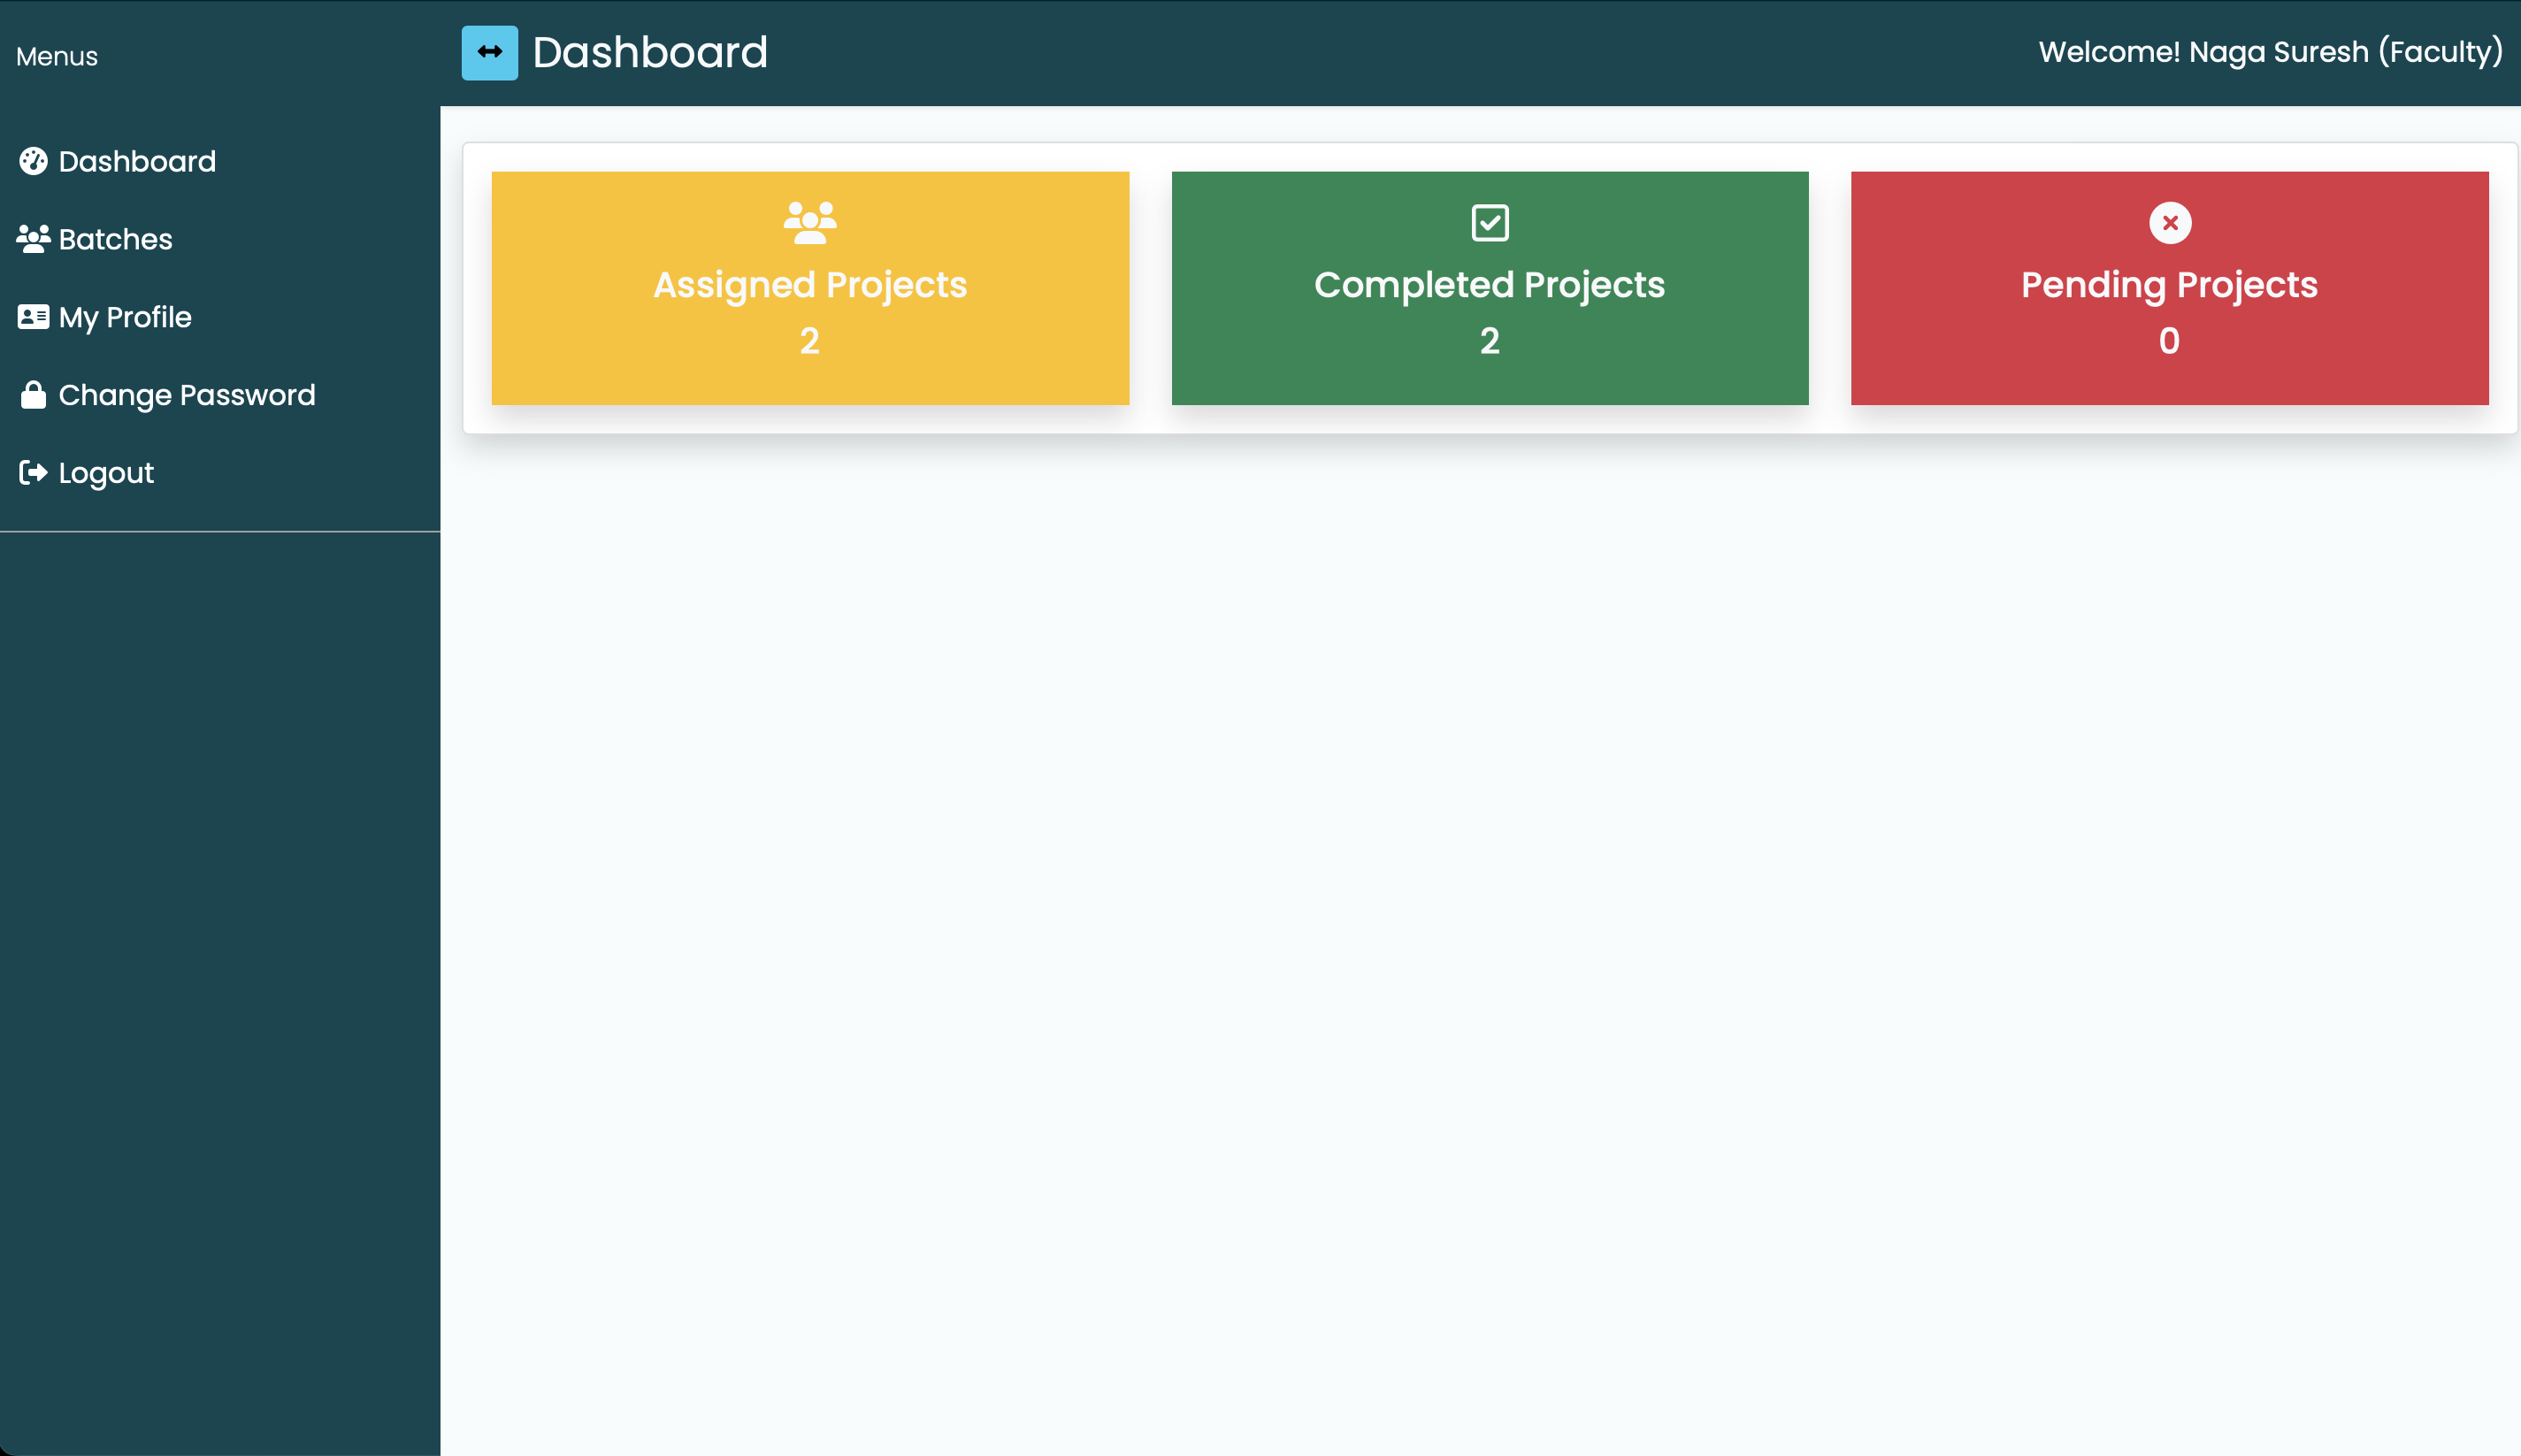 Menus
Dashboard
Welcome! Naga Suresh (Faculty)
Dashboard
Batches
My Profile
Change Password
Logout
Assigned Projects
2
Completed Projects
2
Pending Projects
0